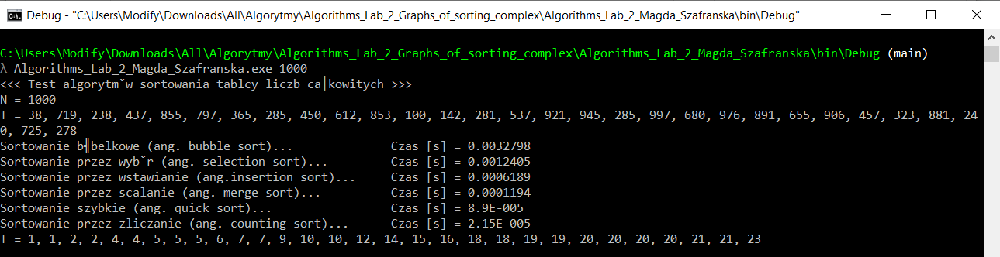 Debug - "C:\Users\Modify\Downloads\All\Algorytmy\Algorithms_Lab_2_Graphs_of_sorting_complex\Algorithms_Lab_2_Magda_Szafranska\bin\Debug"
C:\Users\Modify\Downloads\All\Algorytmy\Algorithms_Lab_2_Graphs_of_sorting_complex\Algorithms_Lab_2_Magda_Szafranska\bin\Debug (main)
λ Algorithms_Lab_2_Magda_Szafranska.exe 1000
<<< Test algorytm˘w sortowania tablcy liczb ca│kowitych >>>
N = 1000
T = 38, 719, 238, 437, 855, 797, 365, 285, 450, 612, 853, 100, 142, 281, 537, 921, 945, 285, 997, 680, 976, 891, 655, 906, 457, 323, 881, 24
0, 725, 278
Sortowanie b╣belkowe (ang. bubble sort)... Czas [s] = 0.0032798
Sortowanie przez wyb˘r (ang. selection sort)... Czas [s] = 0.0012405
Sortowanie przez wstawianie (ang.insertion sort)... Czas [s] = 0.0006189
Sortowanie przez scalanie (ang. merge sort)... Czas [s] = 0.0001194
Sortowanie szybkie (ang. quick sort)... Czas [s] = 8.9E-005
Sortowanie przez zliczanie (ang. counting sort)... Czas [s] = 2.15E-005
T = 1, 1, 2, 2, 4, 4, 5, 5, 5, 6, 7, 7, 9, 10, 10, 12, 14, 15, 16, 18, 18, 19, 19, 20, 20, 20, 20, 21, 21, 23